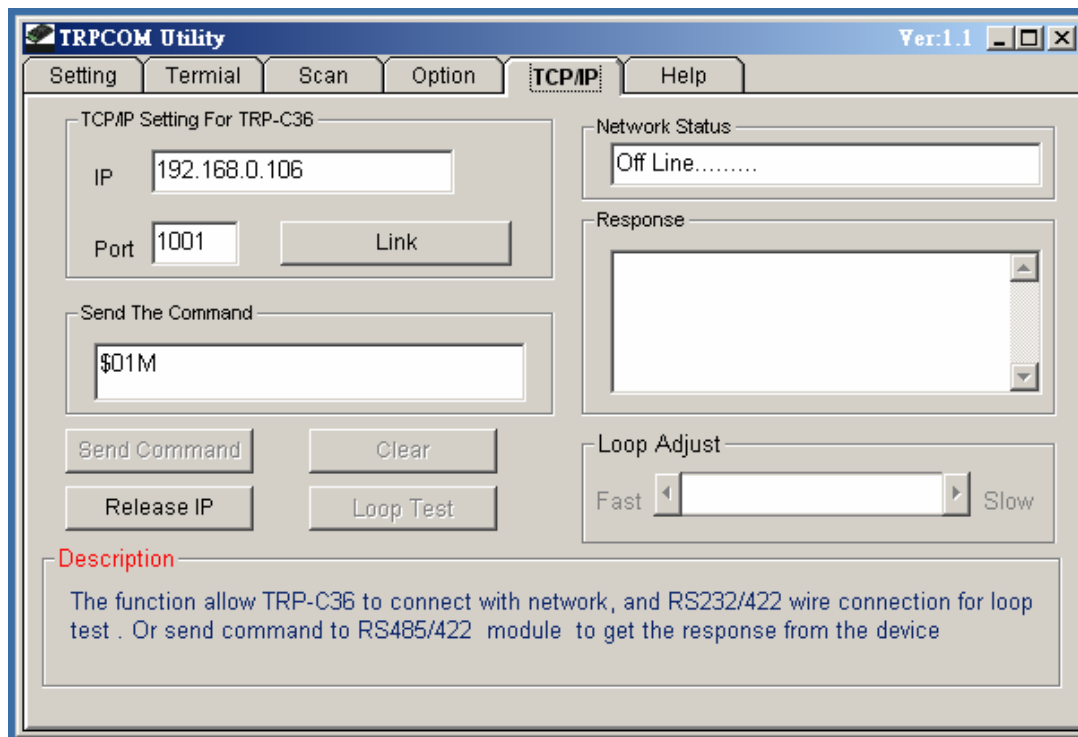 TRPCOM Utility
Ver:1.1
Setting
Termial
Scan
Option
TCP/IP
Help
TCP/IP Setting For TRP-C36
IP
192.168.0.106
Port
1001
Link
Send The Command
$01M
Send Command
Clear
Release IP
Loop Test
Network Status
Off Line.........
Response
Loop Adjust
Fast
Slow
Description
The function allow TRP-C36 to connect with network, and RS232/422 wire connection for loop
test . Or send command to RS485/422 module to get the response from the device